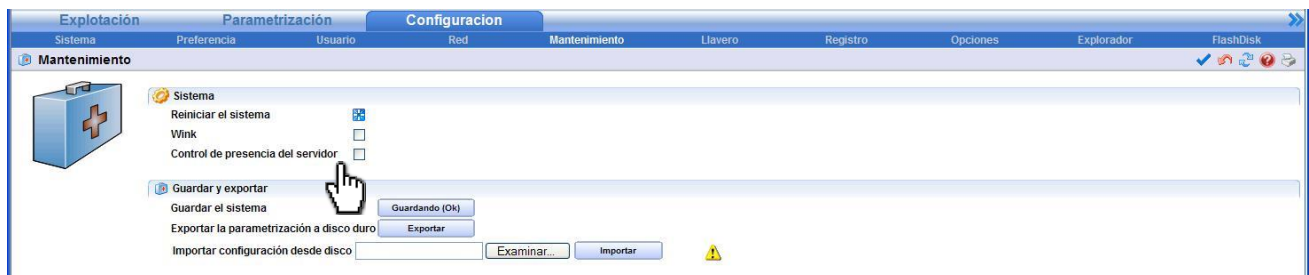 Explotación Parametrización Configuracion
Sistema Preferencia Usuario Red Mantenimiento Llavero Registro Opciones Explorador FlashDisk
Mantenimiento
Sistema
Reiniciar el sistema
Wink
Control de presencia del servidor
Guardar y exportar
Guardar el sistema Guardando (Ok)
Exportar la parametrización a disco duro Exportar
Importar configuración desde disco Examinar... Importar